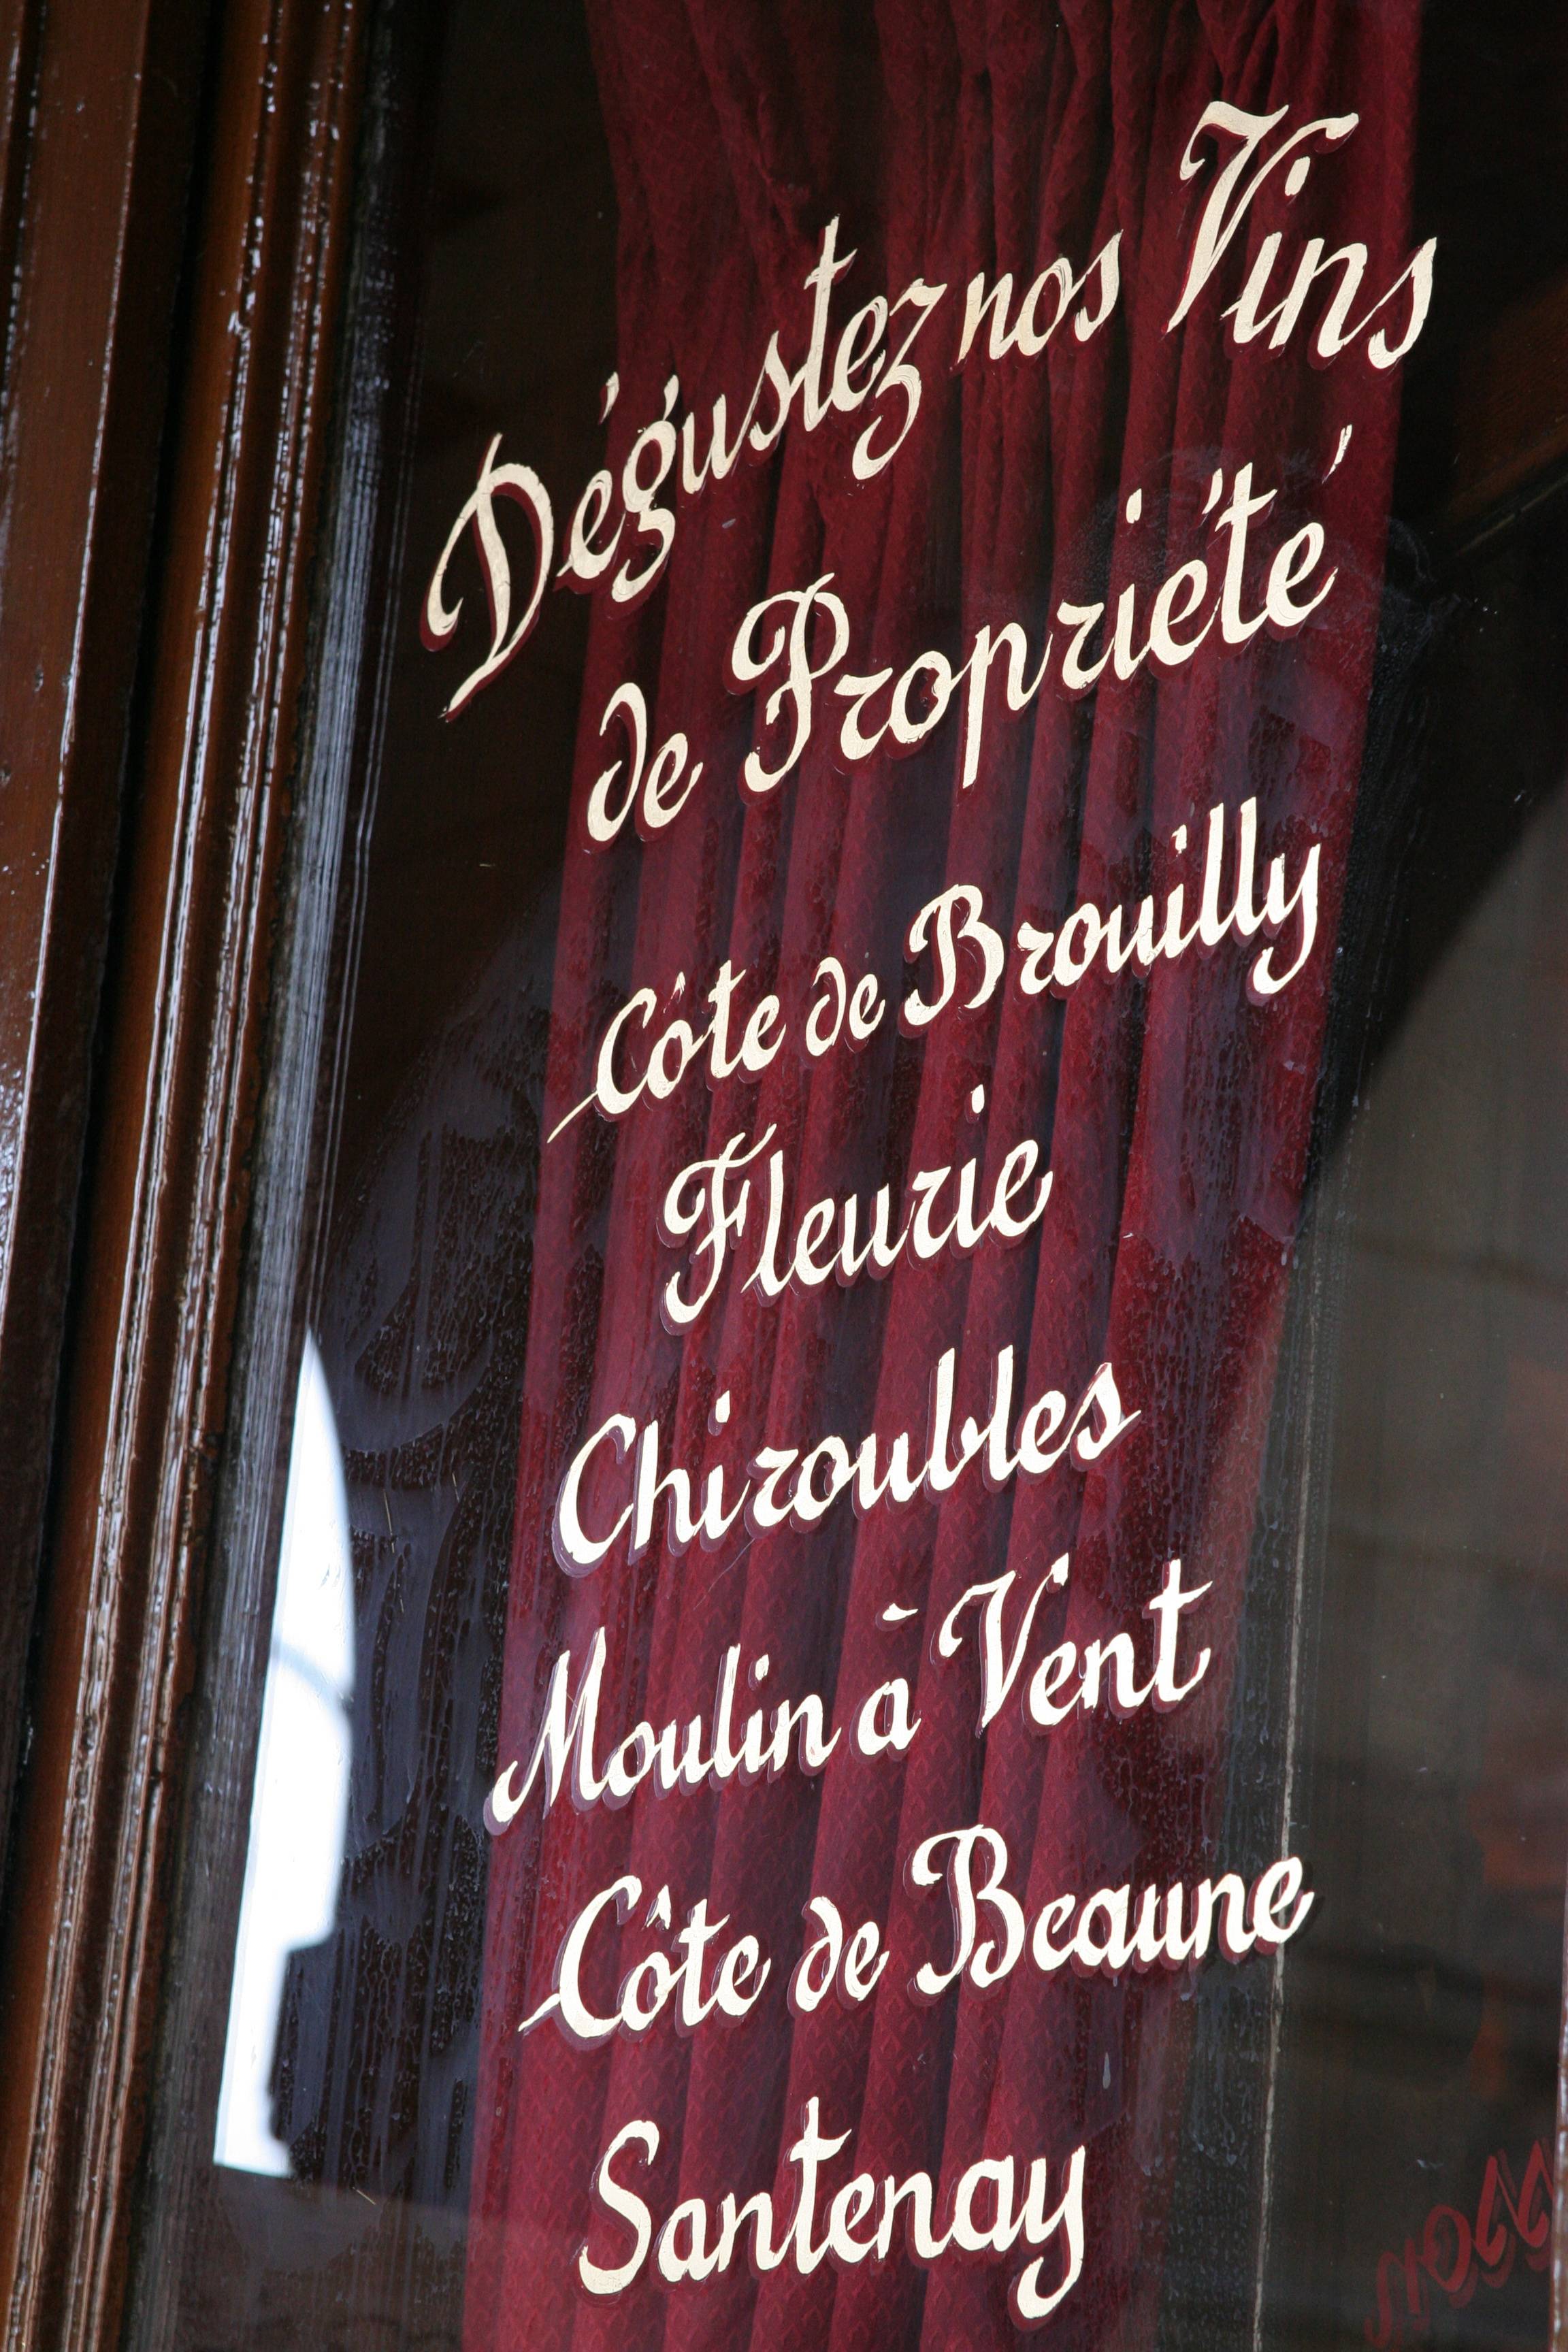 Dégustez nos Vins
de Propriété
Côte de Brouilly
Fleurie
Chiroubles
Moulin à Vent
Côte de Beaune
Santenay